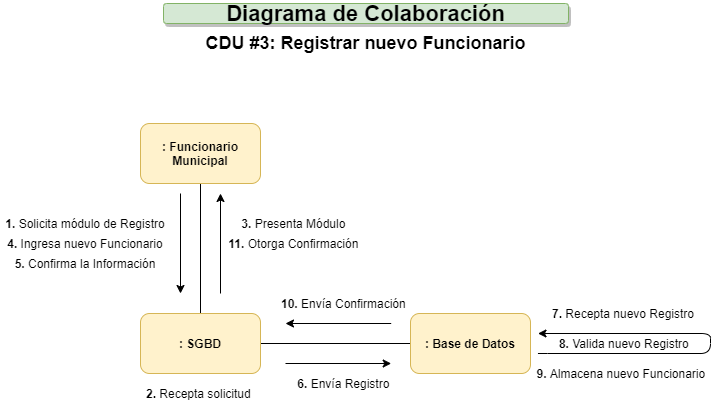 Diagrama de Colaboración
CDU #3: Registrar nuevo Funcionario
: Funcionario
Municipal
1. Solicita módulo de Registro
4. Ingresa nuevo Funcionario
5. Confirma la Información
3. Presenta Módulo
11. Otorga Confirmación
10. Envía Confirmación
7. Recepta nuevo Registro
: SGBD
: Base de Datos
8. Valida nuevo Registro
6. Envía Registro
9. Almacena nuevo Funcionario
2. Recepta solicitud